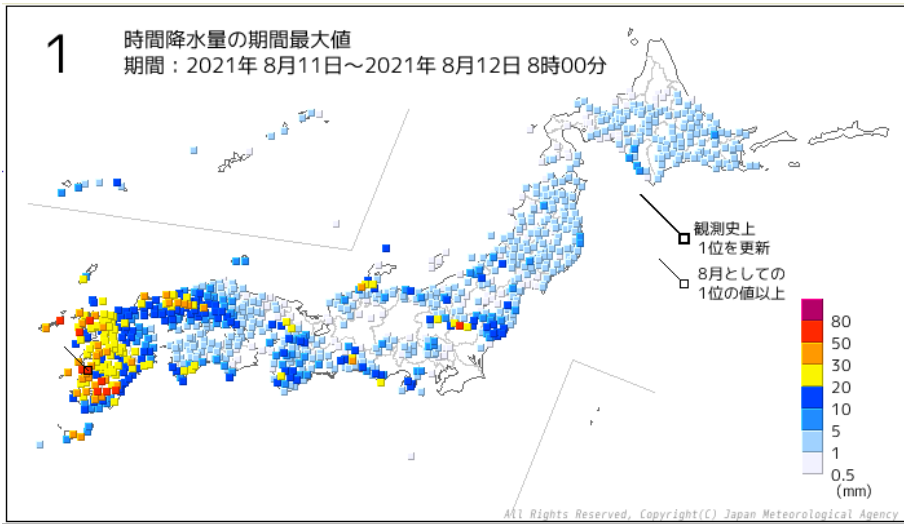 1
時間降水量の期間最大値
期間：2021年 8月11日～2021年 8月12日 8時00分
観測史上
1位を更新
8月としての
1位の値以上
80
50
30
20
10
5
1
0.5
(mm)
All Rights Reserved, Copyright(C) Japan Meteorological Agency